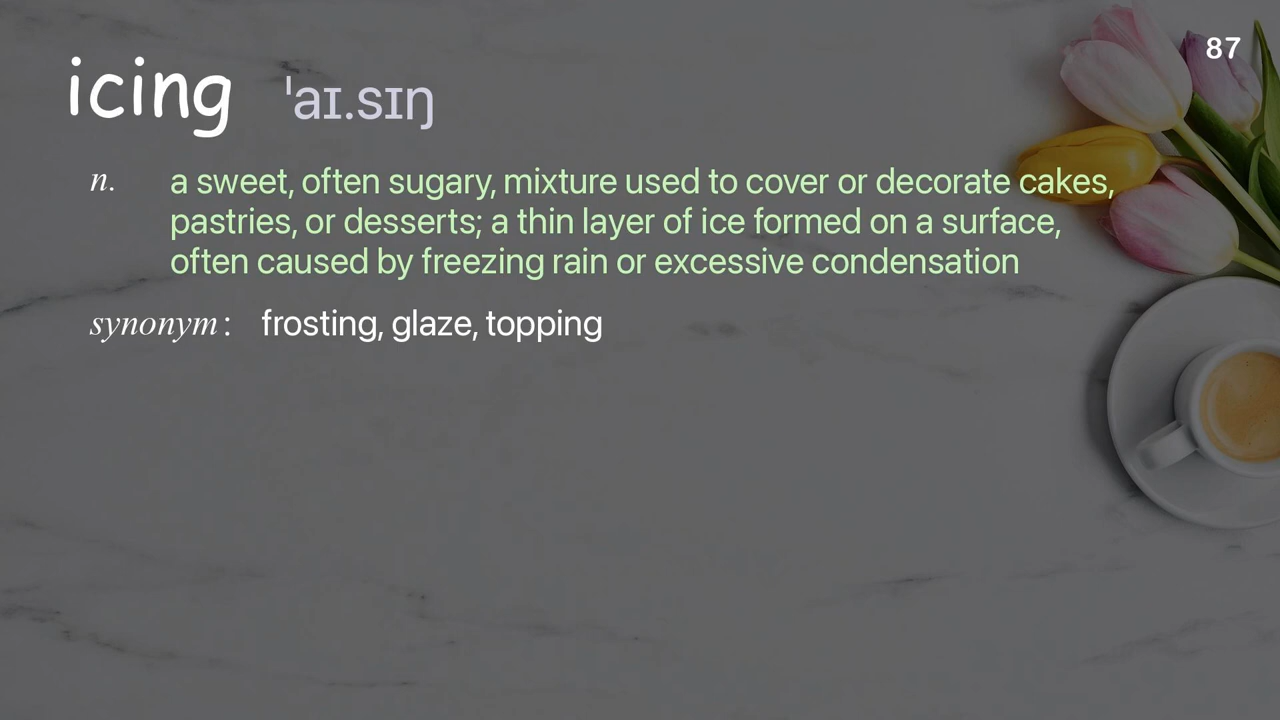 87
icing ˈaɪ.sɪŋ
n. a sweet, often sugary, mixture used to cover or decorate cakes,
pastries, or desserts; a thin layer of ice formed on a surface,
often caused by freezing rain or excessive condensation
synonym: frosting, glaze, topping